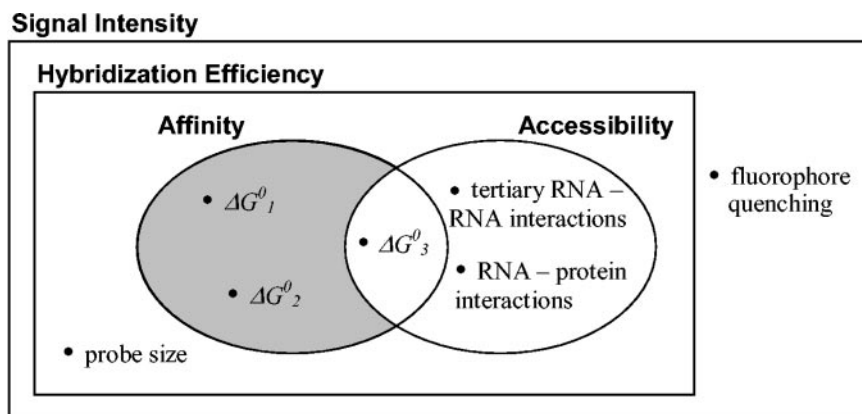 Signal Intensity
Hybridization Efficiency
Affinity
Accessibility
• ΔG⁰₁
• tertiary RNA –
RNA interactions
• fluorophore
quenching
• ΔG⁰₃
• RNA – protein
interactions
• ΔG⁰₂
• probe size